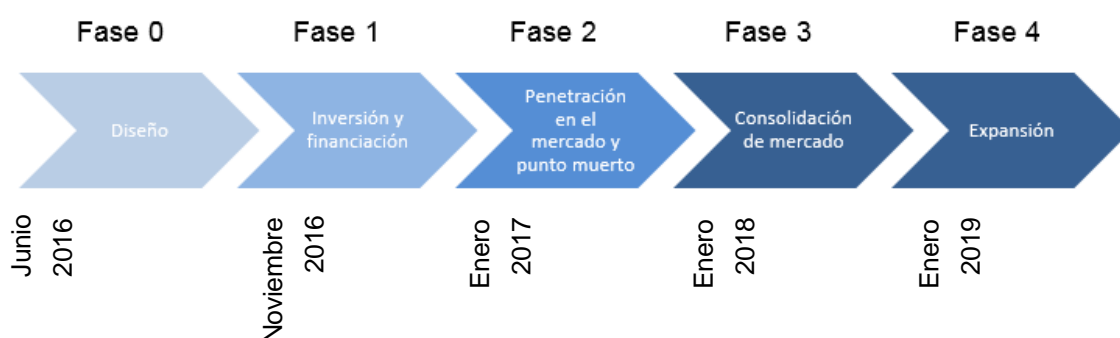 Fase 0
Fase 1
Fase 2
Fase 3
Fase 4
Diseño
Inversión y
financiación
Penetración
en el
mercado y
punto muerto
Consolidación
de mercado
Expansión
Junio
2016
Noviembre
2016
Enero
2017
Enero
2018
Enero
2019